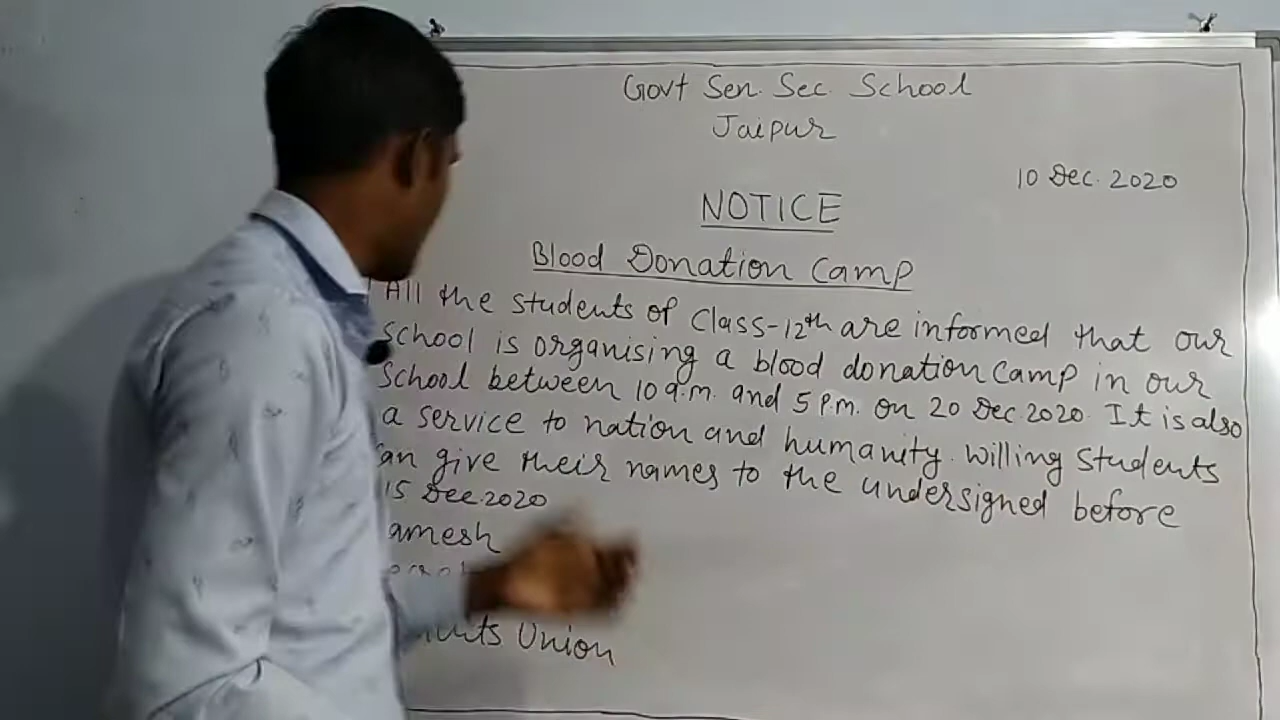 Govt Sen. Sec. School
Jaipur
10 Dec. 2020
NOTICE
Blood Donation Camp
All the students of Class-12th are informed that our
school is organising a blood donation camp in our
School between 10 a.m. and 5 P.m. on 20 Dec 2020. It is also
a service to nation and humanity. Willing Students
an give their names to the undersigned before
15 Dec.2020
amesh
Union